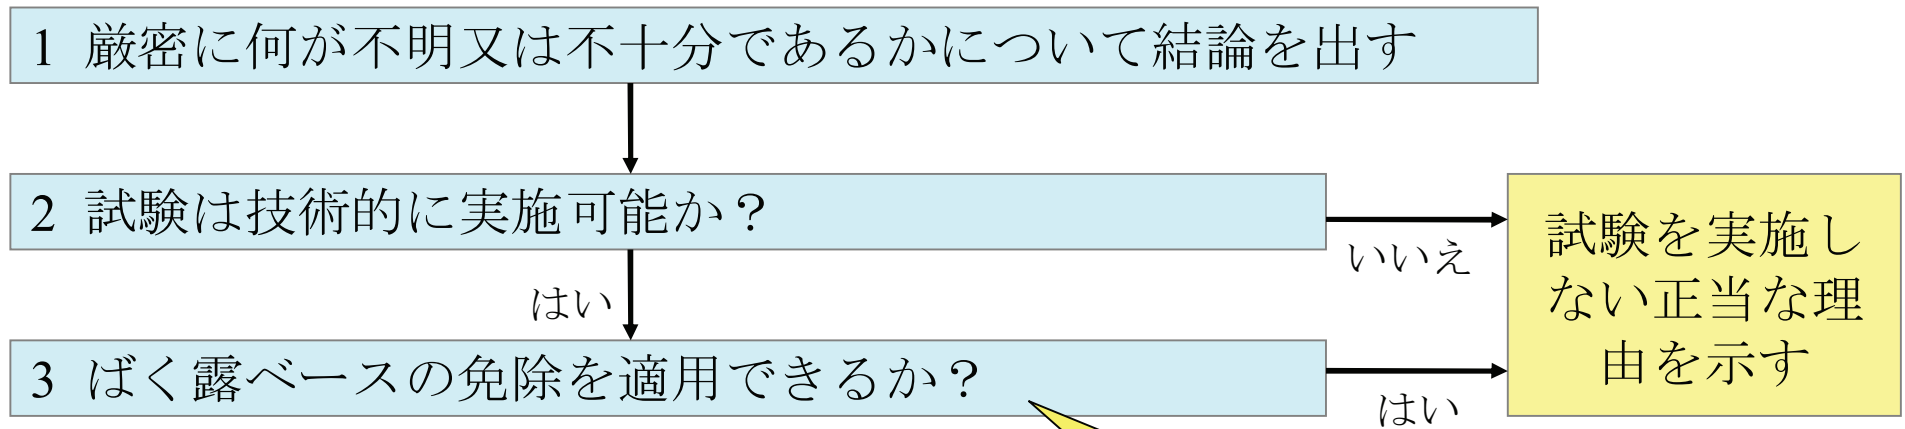 1 厳密に何が不明又は不十分であるかについて結論を出す
2 試験は技術的に実施可能か？
いいえ
試験を実施し
ない正当な理
由を示す
はい
3 ばく露ベースの免除を適用できるか？
はい